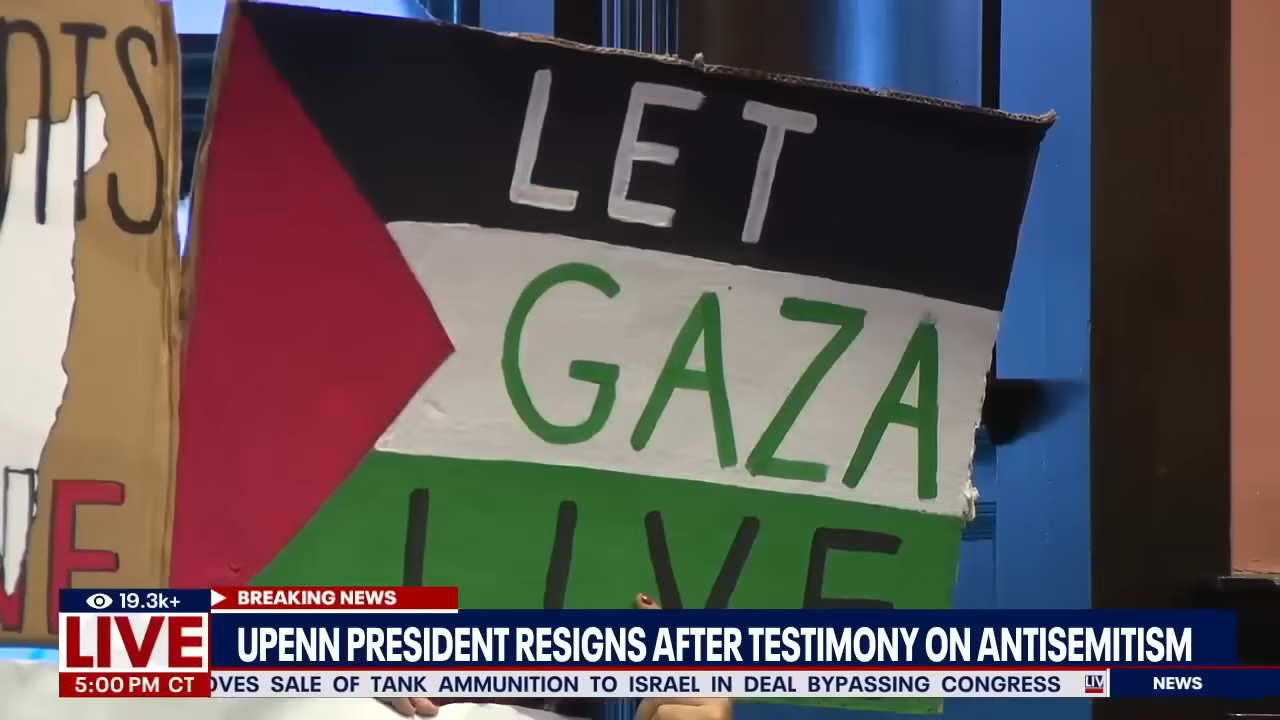 LET
GAZA
LIVE
19.3k+
BREAKING NEWS
LIVE
UPENN PRESIDENT RESIGNS AFTER TESTIMONY ON ANTISEMITISM
5:00 PM CT
OVES SALE OF TANK AMMUNITION TO ISRAEL IN DEAL BYPASSING CONGRESS
LIV
NEWS